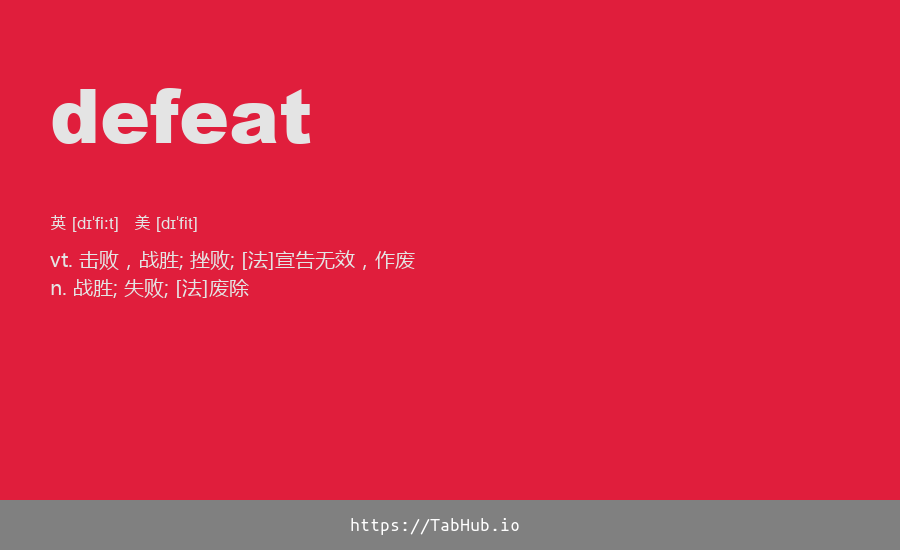 defeat
英 [dɪˈfiːt] 美 [dɪˈfit]
vt. 击败，战胜; 挫败; [法]宣告无效，作废
n. 战胜; 失败; [法]废除
https://TabHub.io